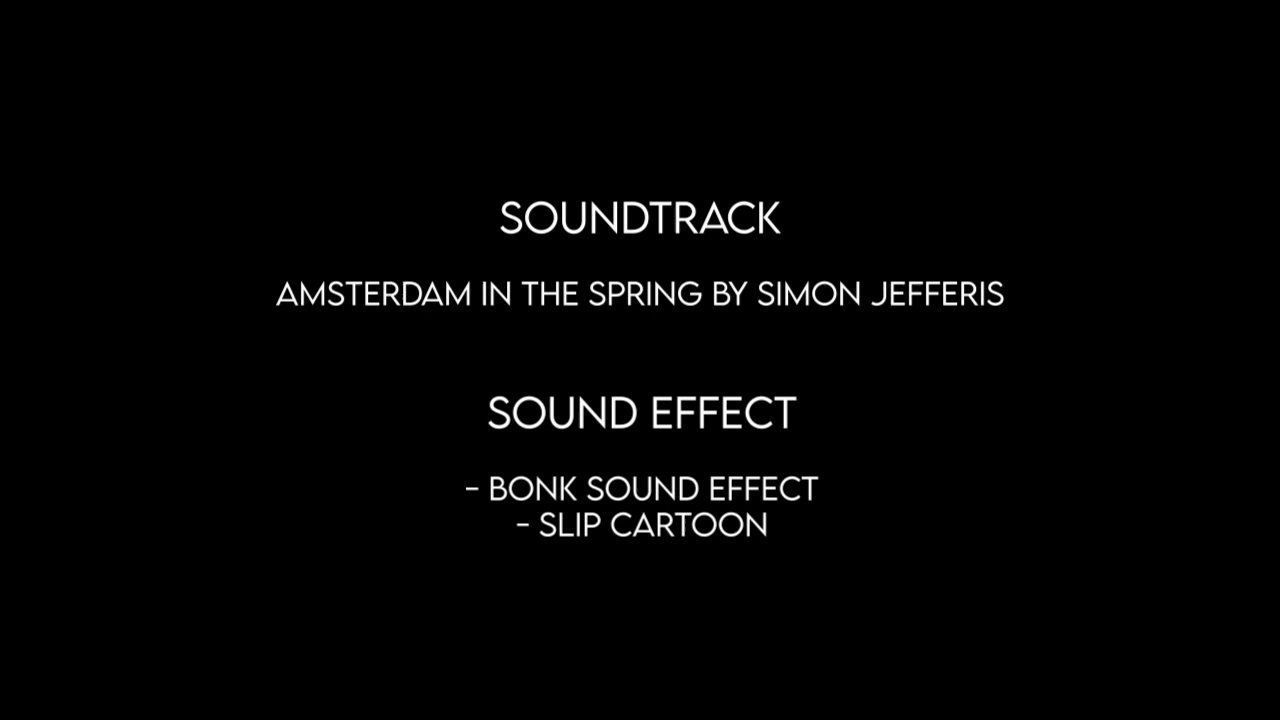 SOUNDTRACK
AMSTERDAM IN THE SPRING BY SIMON JEFFERIS
SOUND EFFECT
- BONK SOUND EFFECT
- SLIP CARTOON